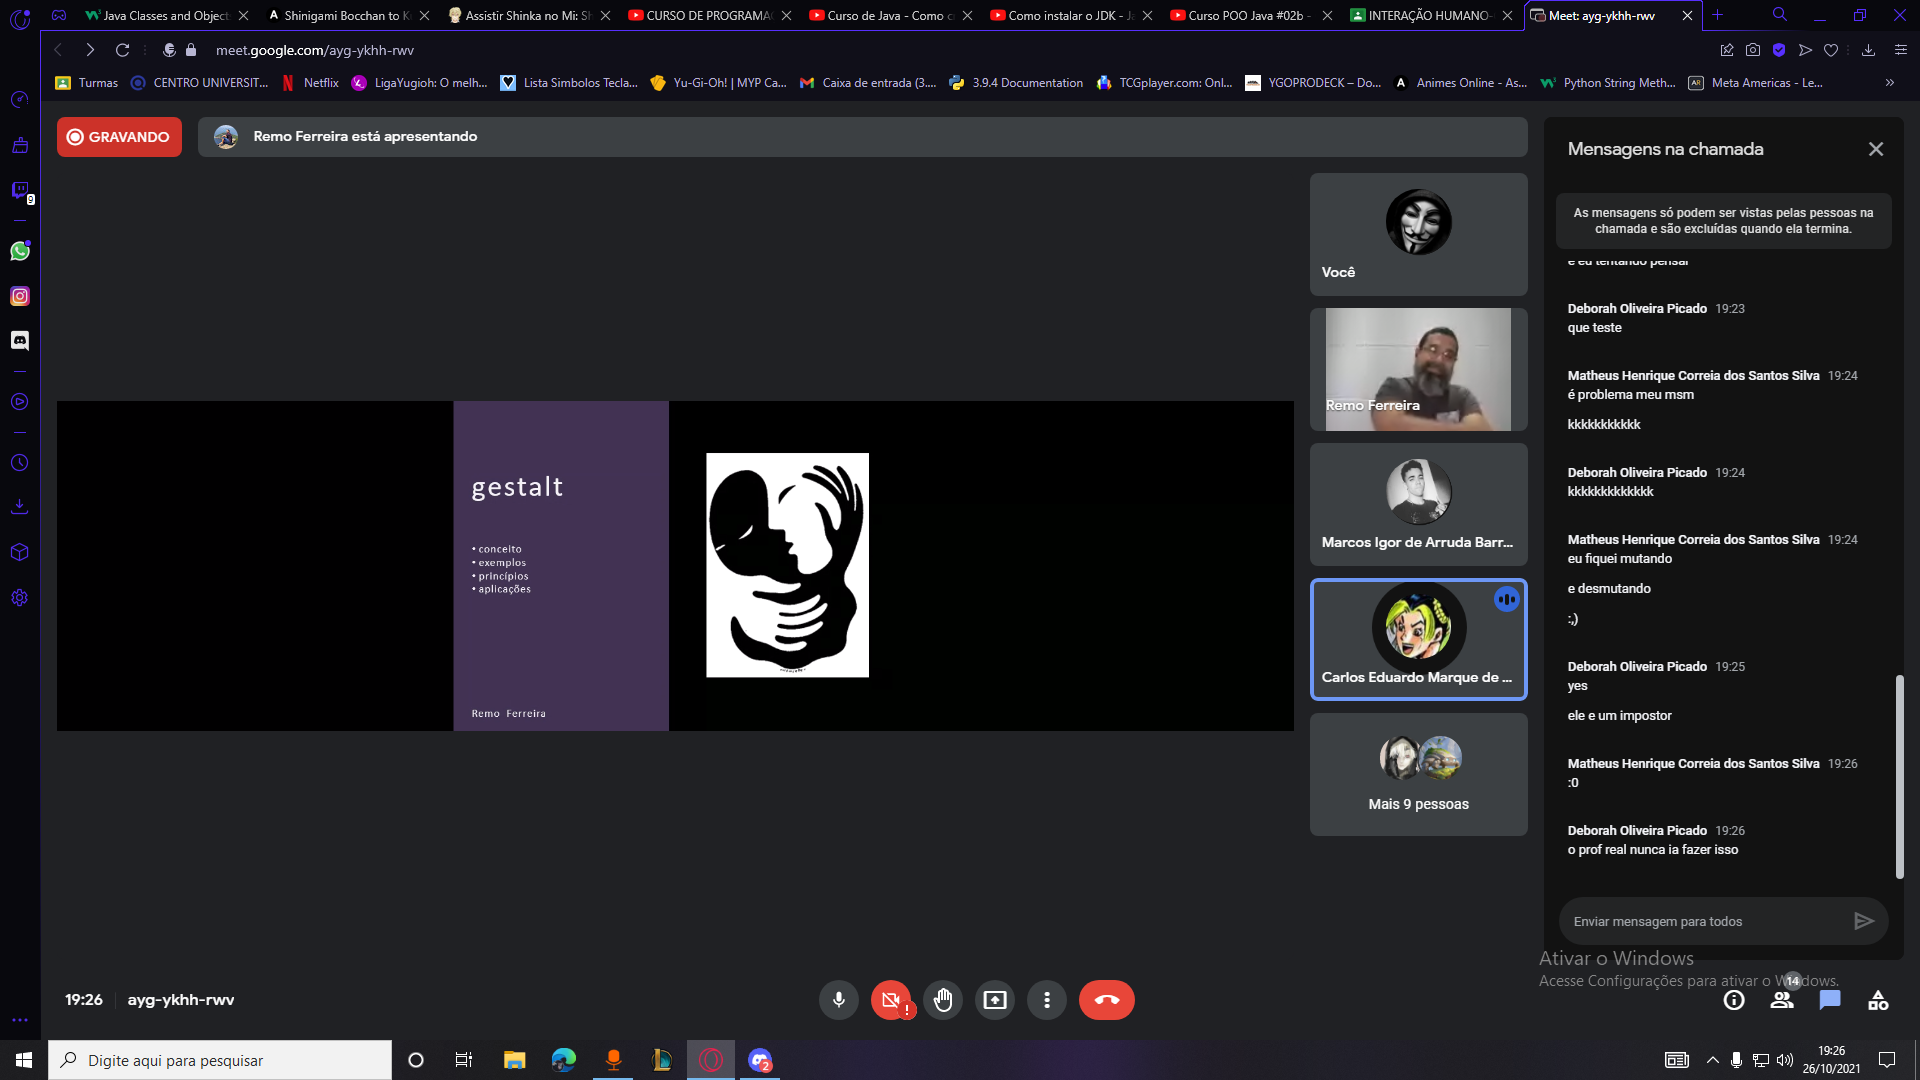 Java Classes and Object
Shinigami Bocchan to K
Assistir Shinka no Mi: Sh
CURSO DE PROGRAMAÇ
Curso de Java - Como c
Como instalar o JDK - J
Curso POO Java #02b -
INTERAÇÃO HUMANO-
Meet: ayg-ykhh-rwv
meet.google.com/ayg-ykhh-rwv
Turmas
CENTRO UNIVERSIT...
Netflix
LigaYugioh: O melh...
Lista Simbolos Tecla...
Yu-Gi-Oh! | MYP Ca...
Caixa de entrada (3....
3.9.4 Documentation
TCGplayer.com: Onl...
YGOPRODECK – Do...
Animes Online - As...
Python String Meth...
Meta Americas - Le...
GRAVANDO
Remo Ferreira está apresentando
gestalt
• conceito
• exemplos
• princípios
• aplicações
Remo Ferreira
Você
Remo Ferreira
Marcos Igor de Arruda Barr...
Carlos Eduardo Marque de ...
Mais 9 pessoas
Mensagens na chamada
As mensagens só podem ser vistas pelas pessoas na
chamada e são excluídas quando ela termina.
e eu tentando pensar
Deborah Oliveira Picado 19:23
que teste
Matheus Henrique Correia dos Santos Silva 19:24
é problema meu msm
kkkkkkkkkkk
Deborah Oliveira Picado 19:24
kkkkkkkkkkkkk
Matheus Henrique Correia dos Santos Silva 19:24
eu fiquei mutando
e desmutando
:,)
Deborah Oliveira Picado 19:25
yes
ele e um impostor
Matheus Henrique Correia dos Santos Silva 19:26
:0
Deborah Oliveira Picado 19:26
o prof real nunca ia fazer isso
Enviar mensagem para todos
Ativar o Windows
Acesse Configurações para ativar o Windows.
19:26
ayg-ykhh-rwv
14
Digite aqui para pesquisar
2
19:26
26/10/2021
9